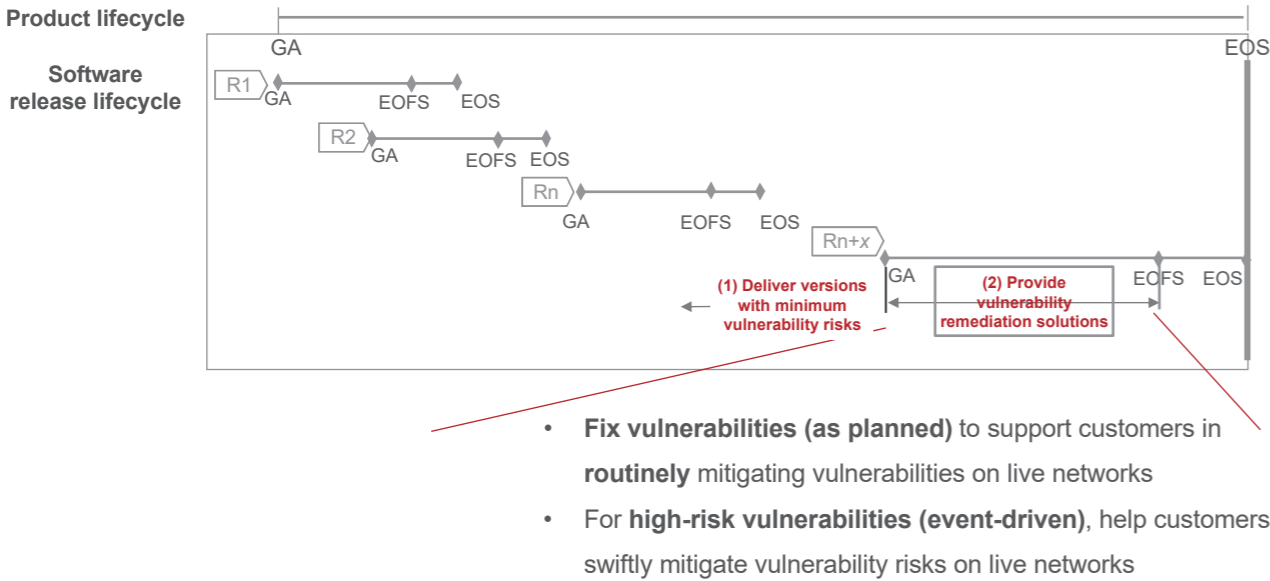 Product lifecycle
GA
EOS
Software
release lifecycle
R1
GA
EOFS
EOS
R2
GA
EOFS
EOS
Rn
GA
EOFS
EOS
Rn+x
GA
EOFS
EOS
(1) Deliver versions
with minimum
vulnerability risks
(2) Provide
vulnerability
remediation solutions
• Fix vulnerabilities (as planned) to support customers in
routinely mitigating vulnerabilities on live networks
• For high-risk vulnerabilities (event-driven), help customers
swiftly mitigate vulnerability risks on live networks